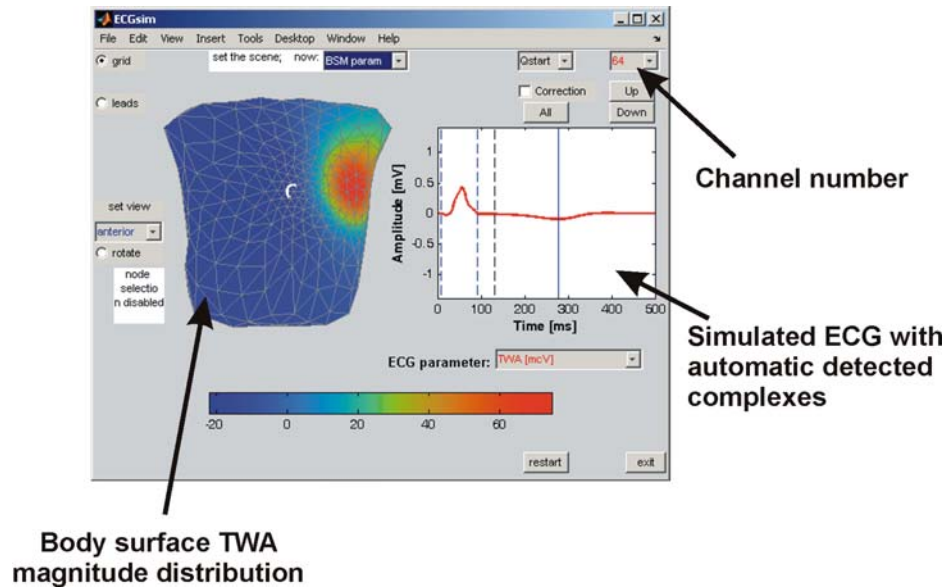 ECGsim
File Edit View Insert Tools Desktop Window Help
grid
set the scene; now: BSM param
Qstart
64
Correction
Up
leads
All
Down
Channel number
1
0.5
0
-0.5
-1
Amplitude [mV]
0 100 200 300 400 500
Time [ms]
set view
anterior
rotate
node
selectio
n disabled
Simulated ECG with
automatic detected
complexes
ECG parameter: TWA [mcV]
-20 0 20 40 60
restart
exit
Body surface TWA
magnitude distribution